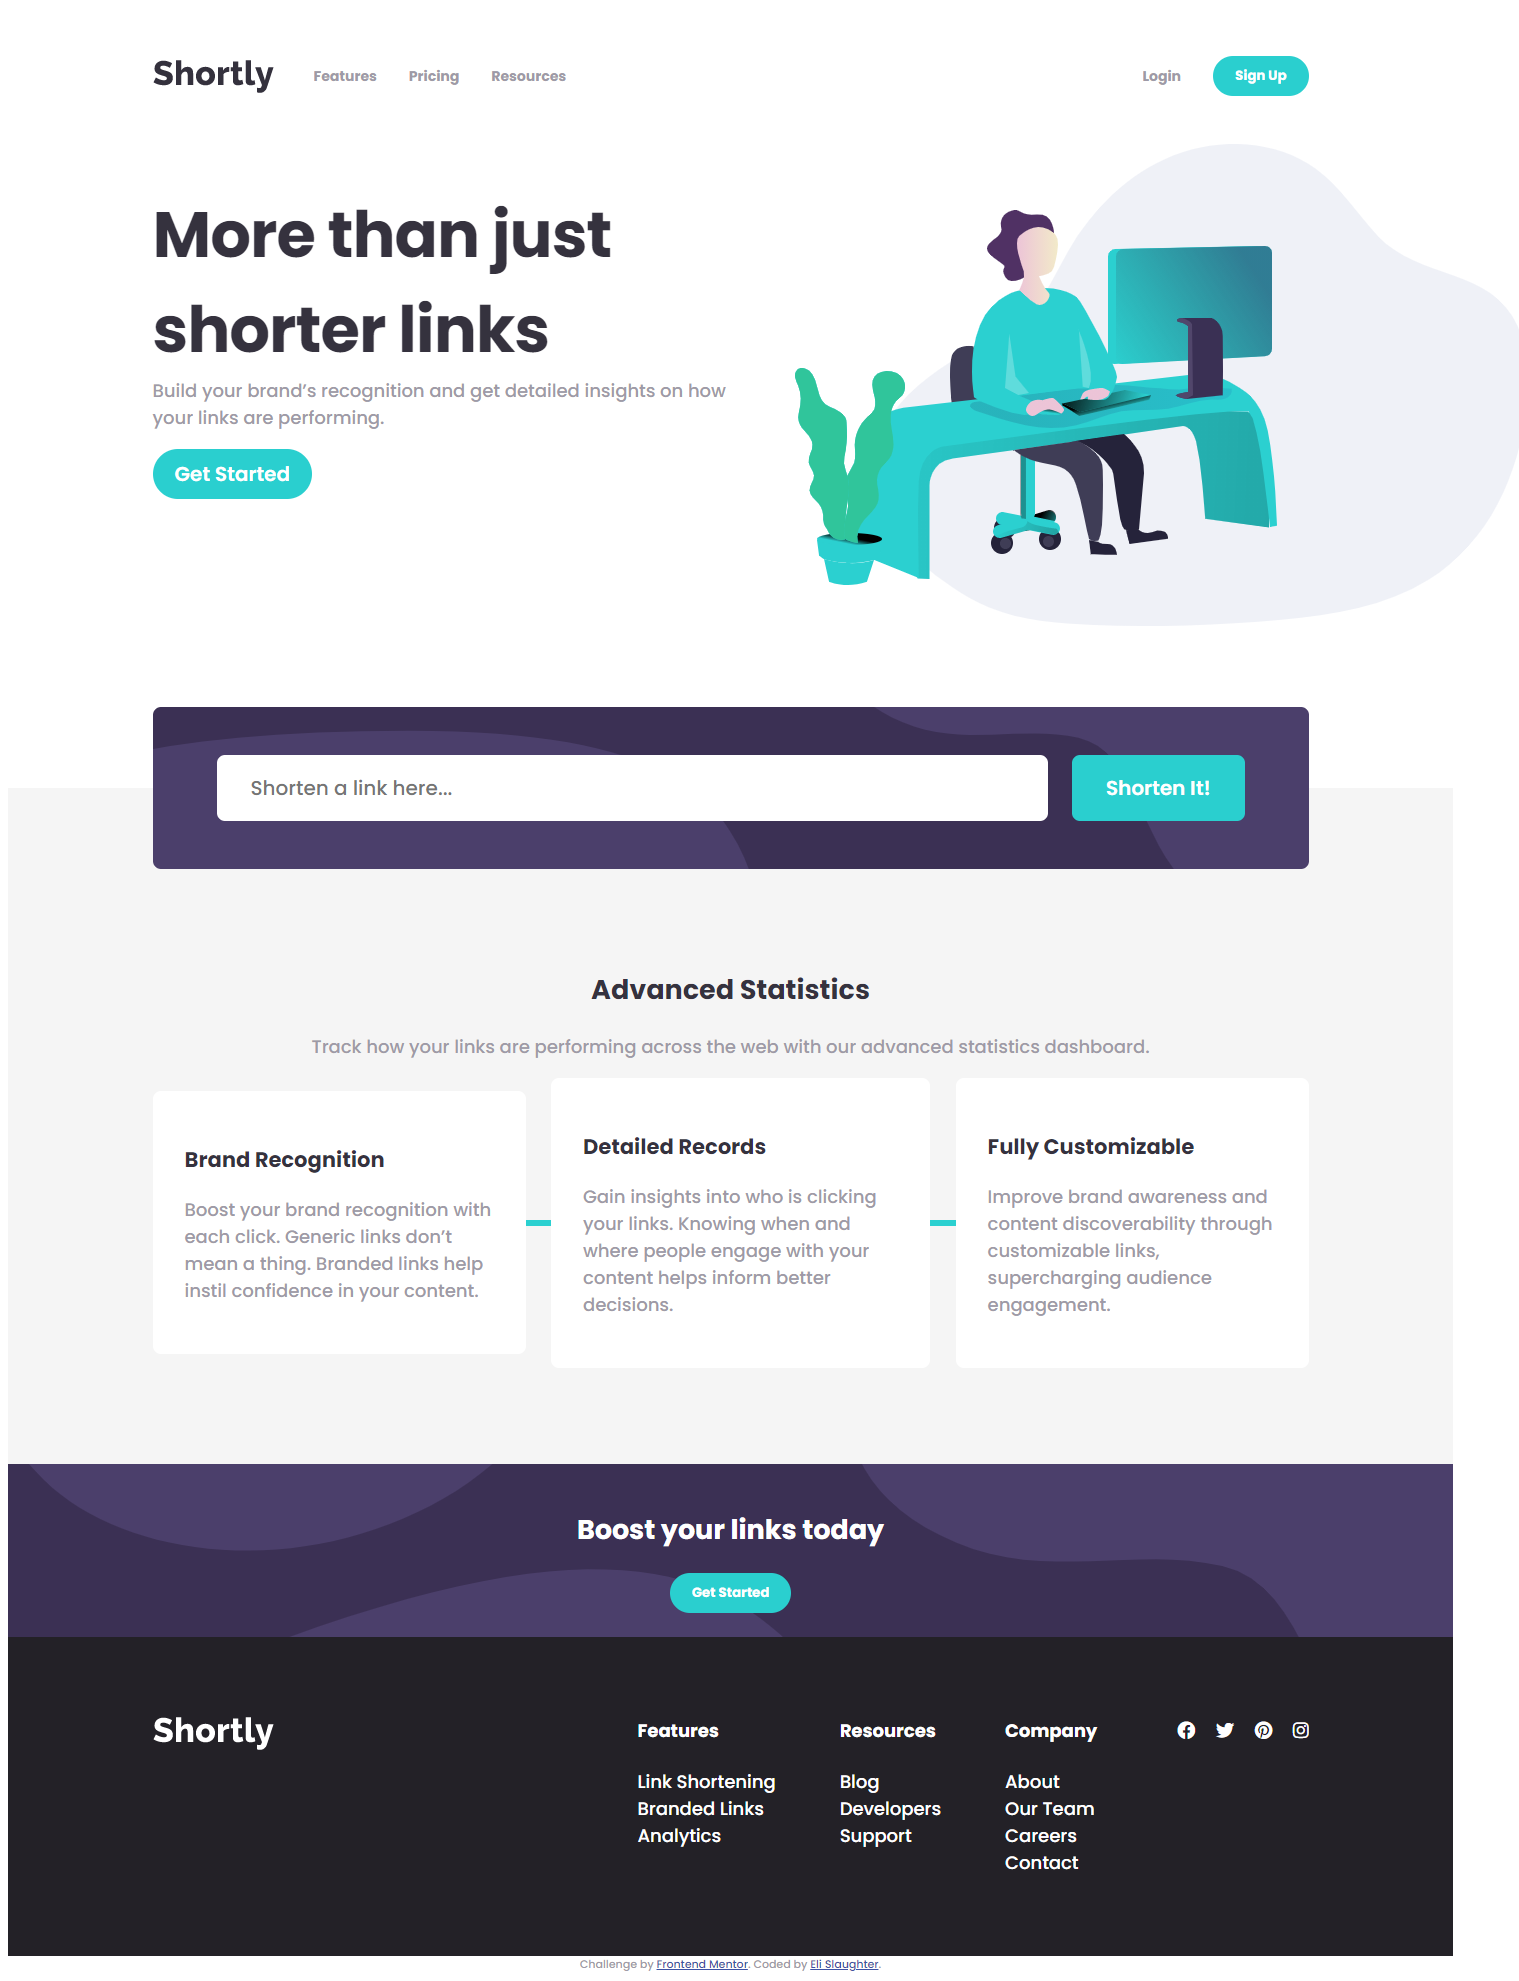 Shortly
Features
Pricing
Resources
Login
Sign Up
More than just
shorter links
Build your brand’s recognition and get detailed insights on how
your links are performing.
Get Started
Shorten a link here...
Shorten It!
Advanced Statistics
Track how your links are performing across the web with our advanced statistics dashboard.
Brand Recognition
Boost your brand recognition with
each click. Generic links don’t
mean a thing. Branded links help
instil confidence in your content.
Detailed Records
Gain insights into who is clicking
your links. Knowing when and
where people engage with your
content helps inform better
decisions.
Fully Customizable
Improve brand awareness and
content discoverability through
customizable links,
supercharging audience
engagement.
Boost your links today
Get Started
Shortly
Features
Link Shortening
Branded Links
Analytics
Resources
Blog
Developers
Support
Company
About
Our Team
Careers
Contact
Challenge by Frontend Mentor. Coded by Eli Slaughter.